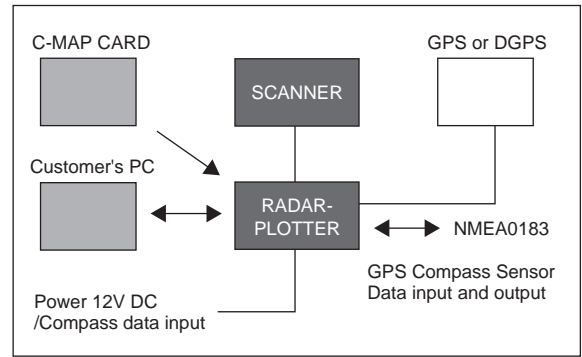 C-MAP CARD
GPS or DGPS
SCANNER
Customer's PC
RADAR-
PLOTTER
NMEA0183
GPS Compass Sensor
Data input and output
Power 12V DC
/Compass data input